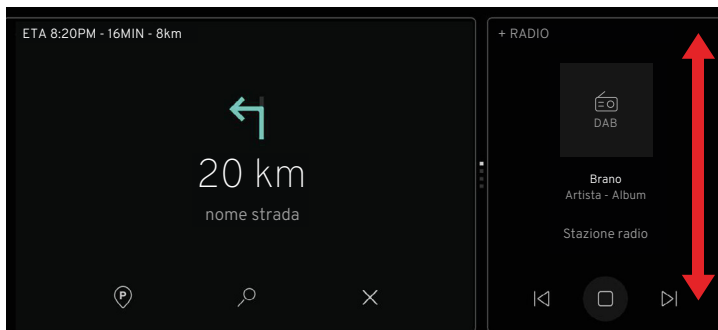 ETA 8:20PM - 16MIN - 8km
20 km
nome strada
P
+ RADIO
DAB
Brano
Artista - Album
Stazione radio